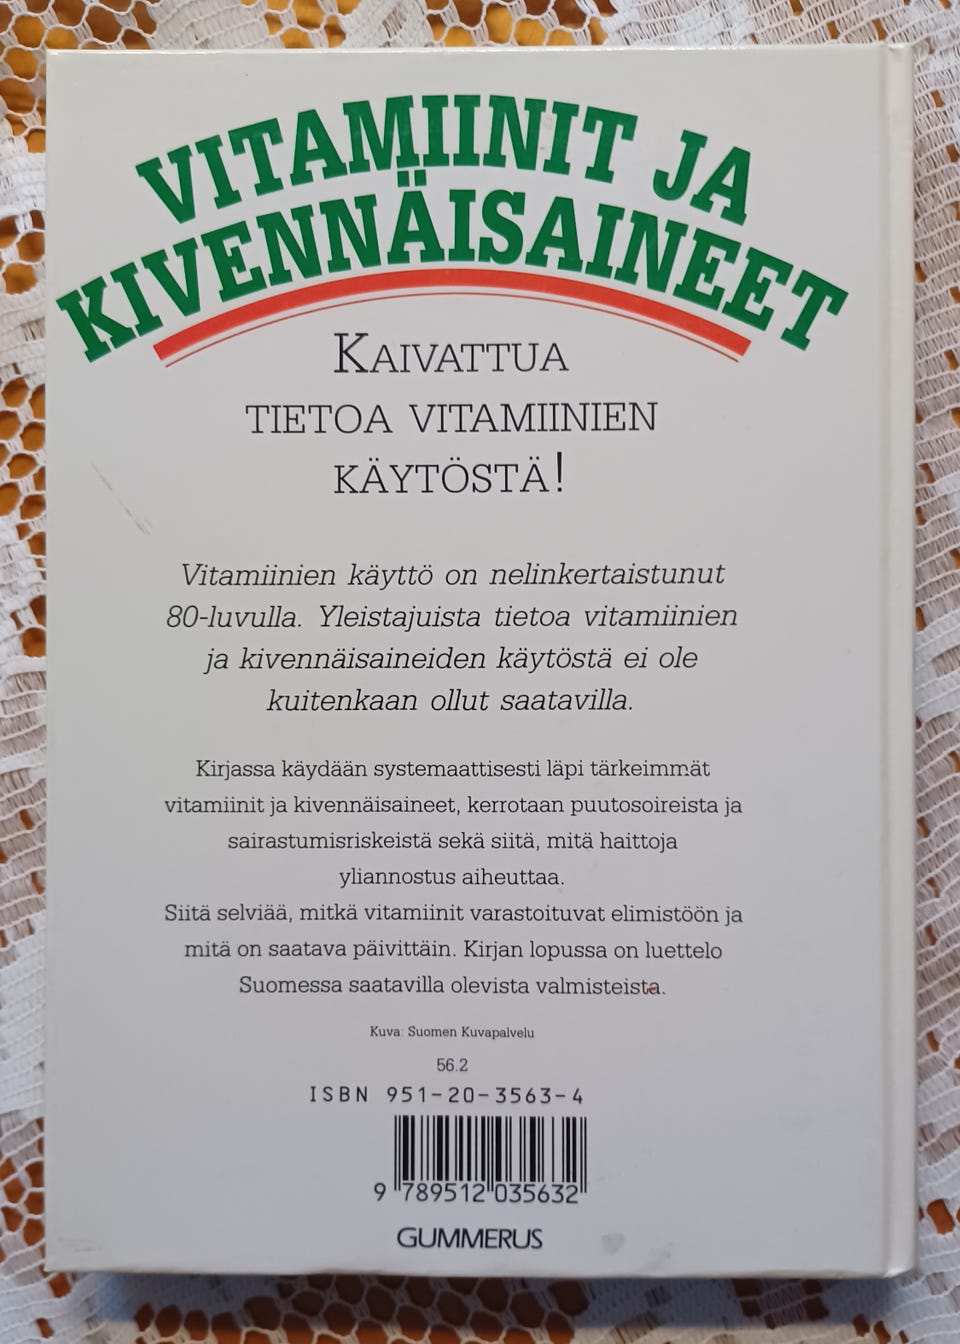 VITAMIINIT JA
KIVENNÄISAINEET
KAIVATTUA
TIETOA VITAMIINIEN
KÄYTÖSTÄ!
Vitamiinien käyttö on nelinkertaistunut
80-luvulla. Yleistajuista tietoa vitamiinien
ja kivennäisaineiden käytöstä ei ole
kuitenkaan ollut saatavilla.
Kirjassa käydään systemaattisesti läpi tärkeimmät
vitamiinit ja kivennäisaineet, kerrotaan puutosoireista ja
sairastumisriskeistä sekä siitä, mitä haittoja
yliannostus aiheuttaa.
Siitä selviää, mitkä vitamiinit varastoituvat elimistöön ja
mitä on saatava päivittäin. Kirjan lopussa on luettelo
Suomessa saatavilla olevista valmisteista.
Kuva: Suomen Kuvapalvelu
56.2
ISBN 951-20-3563-4
9 789512 035632
GUMMERUS